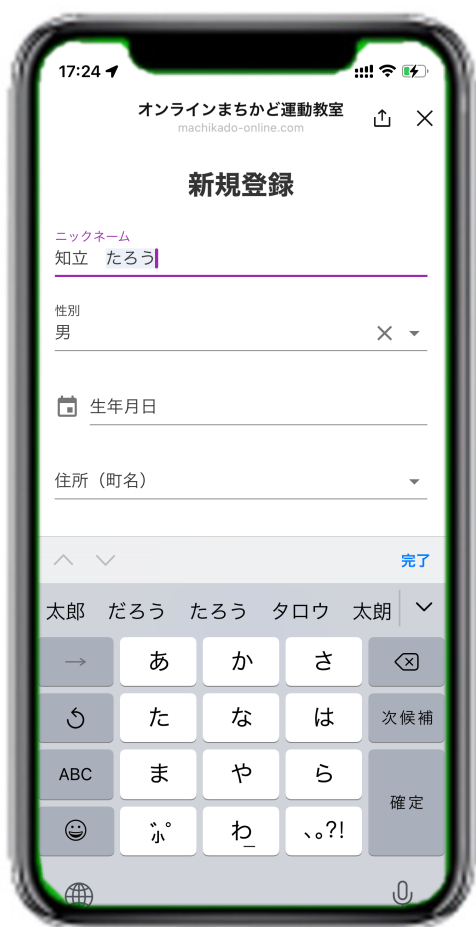 17:24
オンラインまちかど運動教室
machikado-online.com
新規登録
ニックネーム
知立　たろう
性別
男
生年月日
住所（町名）
完了
太郎 だろう たろう タロウ 太朗
→ あ か さ
た な は 次候補
ABC ま や ら
確定
゛゜小 わ_ 、。?!